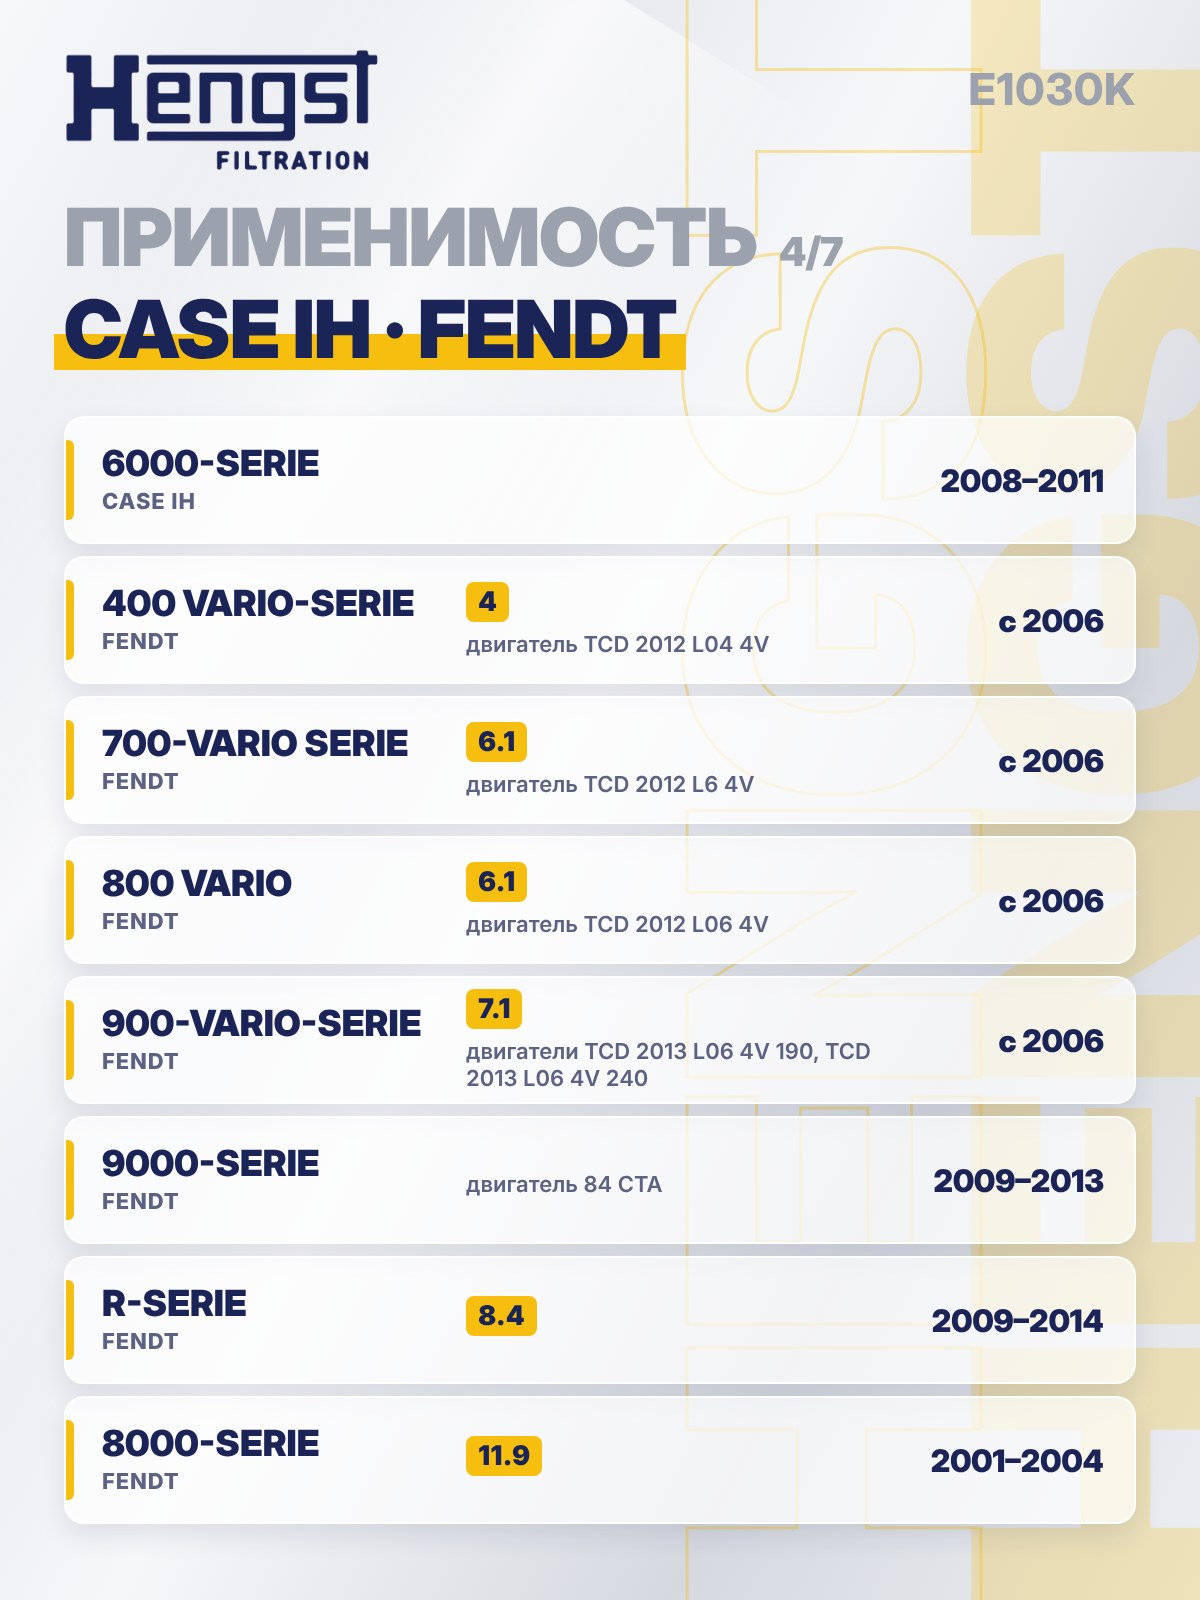 Hengst
FILTRATION
E1030K
ПРИМЕНИМОСТЬ 4/7
CASE IH · FENDT
6000-SERIE
CASE IH
2008–2011
400 VARIO-SERIE
FENDT
4
двигатель TCD 2012 L04 4V
с 2006
700-VARIO SERIE
FENDT
6.1
двигатель TCD 2012 L6 4V
с 2006
800 VARIO
FENDT
6.1
двигатель TCD 2012 L06 4V
с 2006
900-VARIO-SERIE
FENDT
7.1
двигатели TCD 2013 L06 4V 190, TCD
2013 L06 4V 240
с 2006
9000-SERIE
FENDT
двигатель 84 CTA
2009–2013
R-SERIE
FENDT
8.4
2009–2014
8000-SERIE
FENDT
11.9
2001–2004
HENGST
HENGST